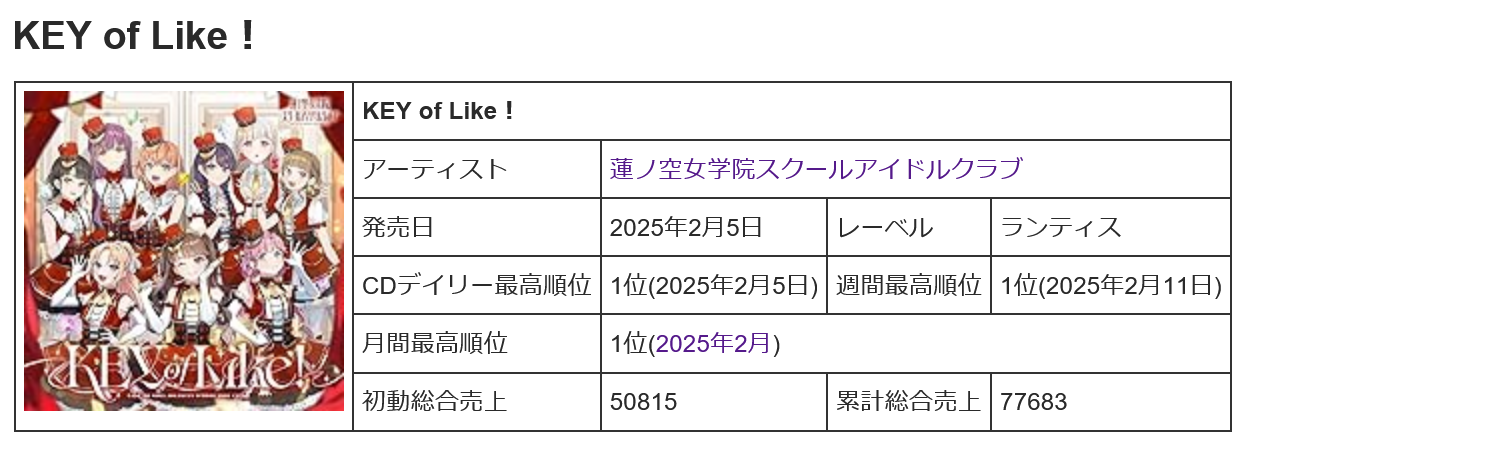 KEY of Like！
KEY of Like！
アーティスト 蓮ノ空女学院スクールアイドルクラブ
発売日 2025年2月5日 レーベル ランティス
CDデイリー最高順位 1位(2025年2月5日) 週間最高順位 1位(2025年2月11日)
月間最高順位 1位(2025年2月)
初動総合売上 50815 累計総合売上 77683
KEY of Like!